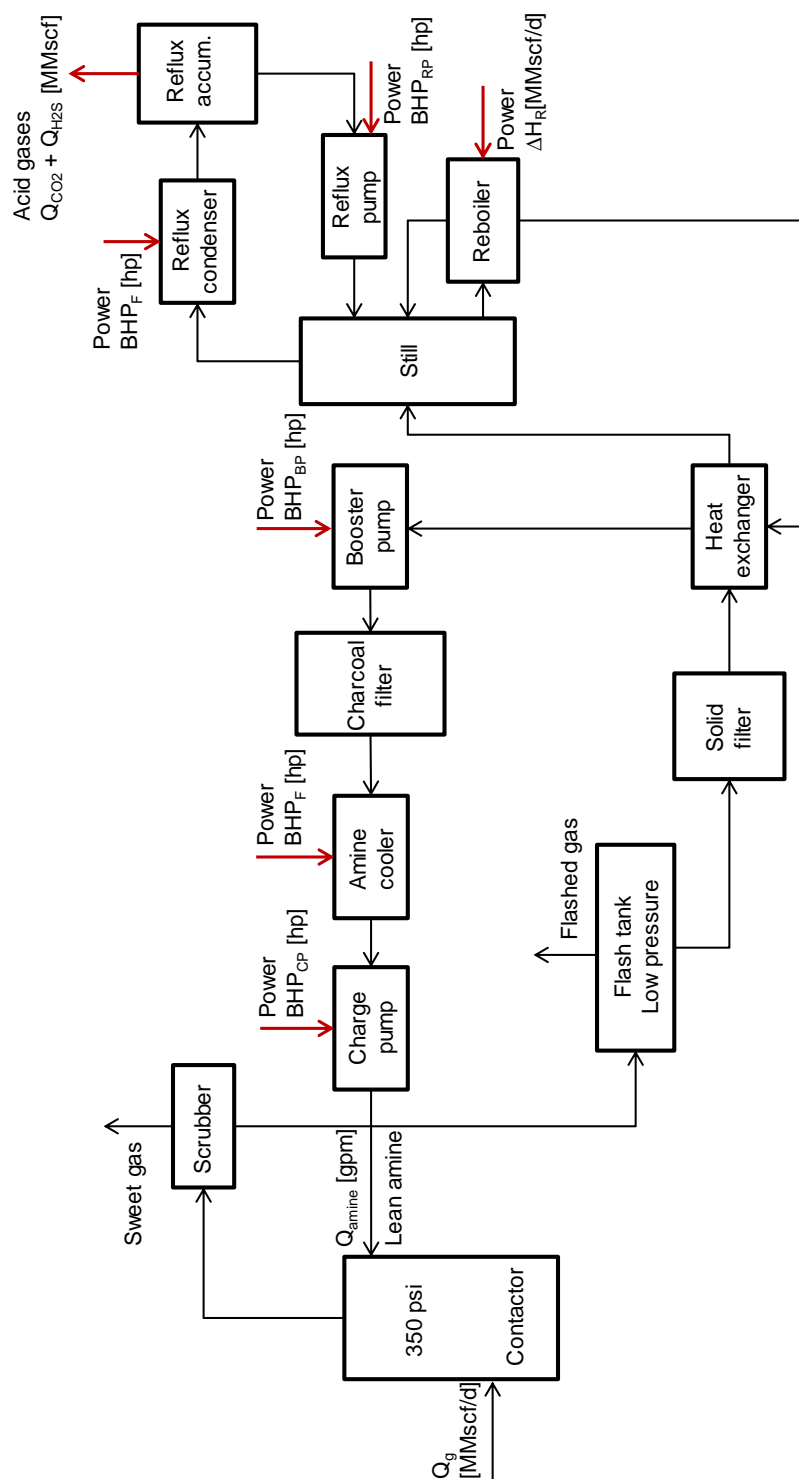 Acid gases
Q_CO2 + Q_H2S [MMscf]
Reflux
accum.
Power
BHP_F [hp]
Reflux
condenser
Reflux
pump
Power
BHP_RP [hp]
Still
Reboiler
Power
ΔH_R[MMscf/d]
Power
BHP_BP [hp]
Booster
pump
Heat
exchanger
Charcoal
filter
Solid
filter
Power
BHP_F [hp]
Amine
cooler
Flashed gas
Flash tank
Low pressure
Power
BHP_CP [hp]
Charge
pump
Sweet gas
Scrubber
Q_amine [gpm]
Lean amine
350 psi
Contactor
Q_g
[MMscf/d]